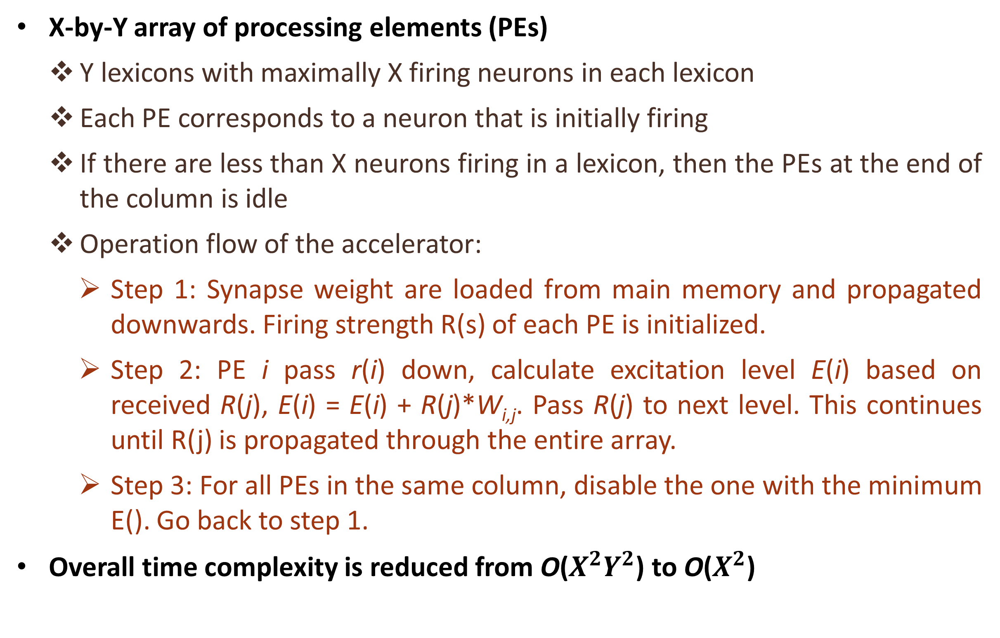 • X-by-Y array of processing elements (PEs)
❖ Y lexicons with maximally X firing neurons in each lexicon
❖ Each PE corresponds to a neuron that is initially firing
❖ If there are less than X neurons firing in a lexicon, then the PEs at the end of
the column is idle
❖ Operation flow of the accelerator:
➢ Step 1: Synapse weight are loaded from main memory and propagated
downwards. Firing strength R(s) of each PE is initialized.
➢ Step 2: PE i pass r(i) down, calculate excitation level E(i) based on
received R(j), E(i) = E(i) + R(j)*W_{i,j}. Pass R(j) to next level. This continues
until R(j) is propagated through the entire array.
➢ Step 3: For all PEs in the same column, disable the one with the minimum
E(). Go back to step 1.
• Overall time complexity is reduced from O(X²Y²) to O(X²)